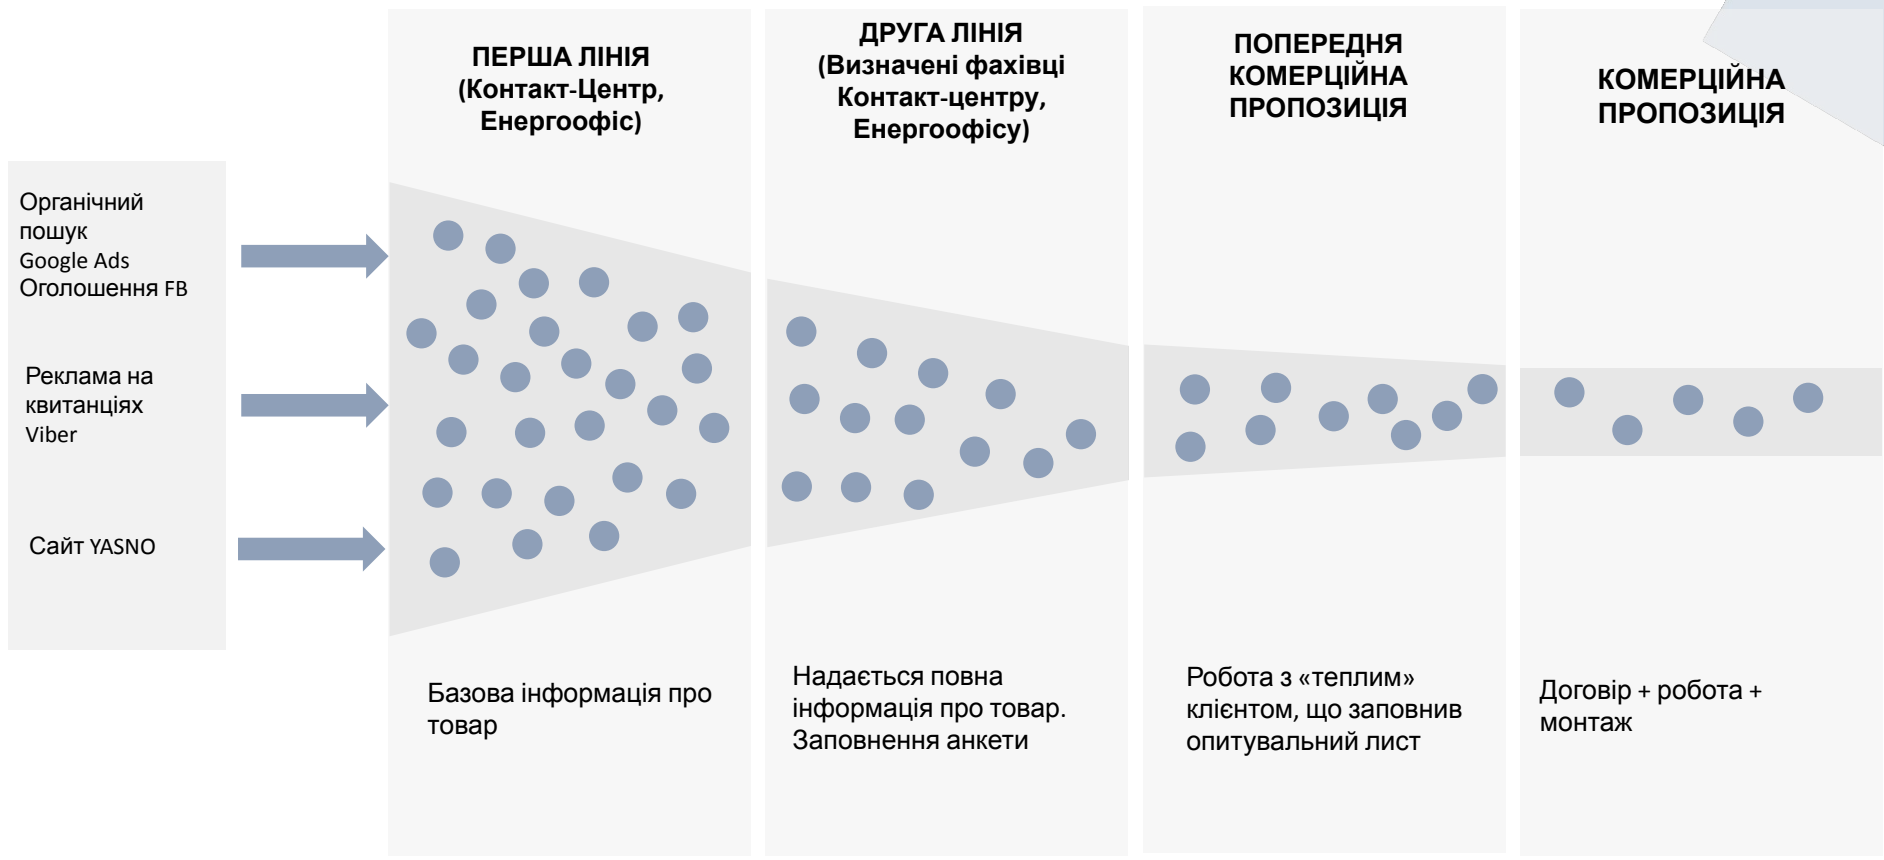 ПЕРША ЛІНІЯ
(Контакт-Центр,
Енергоофіс)
ДРУГА ЛІНІЯ
(Визначені фахівці
Контакт-центру,
Енергоофісу)
ПОПЕРЕДНЯ
КОМЕРЦІЙНА
ПРОПОЗИЦІЯ
КОМЕРЦІЙНА
ПРОПОЗИЦІЯ
Органічний
пошук
Google Ads
Оголошення FB
Реклама на
квитанціях
Viber
Сайт YASNO
Базова інформація про
товар
Надається повна
інформація про товар.
Заповнення анкети
Робота з «теплим»
клієнтом, що заповнив
опитувальний лист
Договір + робота +
монтаж